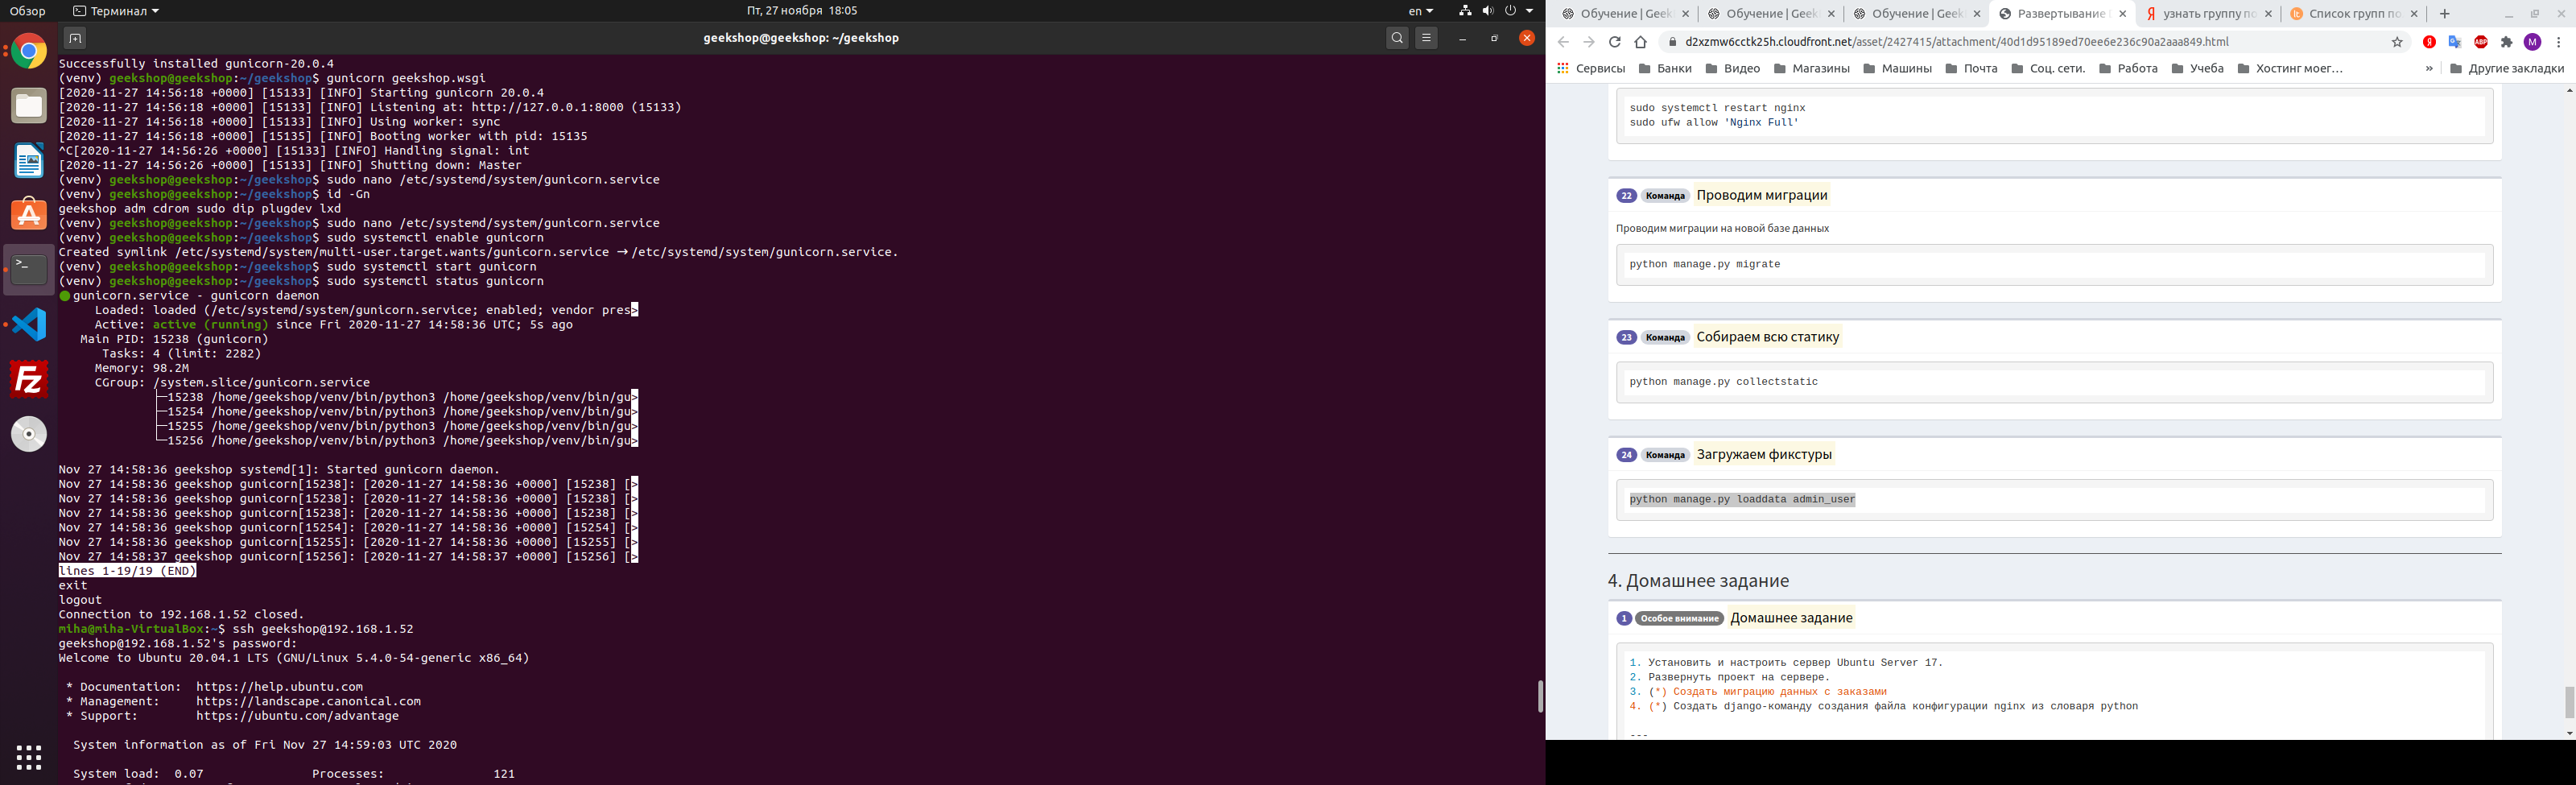 Обзор
Терминал
Пт, 27 ноября 18:05
en
geekshop@geekshop: ~/geekshop
Successfully installed gunicorn-20.0.4
(venv) geekshop@geekshop:~/geekshop$ gunicorn geekshop.wsgi
[2020-11-27 14:56:18 +0000] [15133] [INFO] Starting gunicorn 20.0.4
[2020-11-27 14:56:18 +0000] [15133] [INFO] Listening at: http://127.0.0.1:8000 (15133)
[2020-11-27 14:56:18 +0000] [15133] [INFO] Using worker: sync
[2020-11-27 14:56:18 +0000] [15135] [INFO] Booting worker with pid: 15135
^C[2020-11-27 14:56:26 +0000] [15133] [INFO] Handling signal: int
[2020-11-27 14:56:26 +0000] [15133] [INFO] Shutting down: Master
(venv) geekshop@geekshop:~/geekshop$ sudo nano /etc/systemd/system/gunicorn.service
(venv) geekshop@geekshop:~/geekshop$ id -Gn
geekshop adm cdrom sudo dip plugdev lxd
(venv) geekshop@geekshop:~/geekshop$ sudo nano /etc/systemd/system/gunicorn.service
(venv) geekshop@geekshop:~/geekshop$ sudo systemctl enable gunicorn
Created symlink /etc/systemd/system/multi-user.target.wants/gunicorn.service → /etc/systemd/system/gunicorn.service.
(venv) geekshop@geekshop:~/geekshop$ sudo systemctl start gunicorn
(venv) geekshop@geekshop:~/geekshop$ sudo systemctl status gunicorn
● gunicorn.service - gunicorn daemon
Loaded: loaded (/etc/systemd/system/gunicorn.service; enabled; vendor pres>
Active: active (running) since Fri 2020-11-27 14:58:36 UTC; 5s ago
Main PID: 15238 (gunicorn)
Tasks: 4 (limit: 2282)
Memory: 98.2M
CGroup: /system.slice/gunicorn.service
├─15238 /home/geekshop/venv/bin/python3 /home/geekshop/venv/bin/gu>
├─15254 /home/geekshop/venv/bin/python3 /home/geekshop/venv/bin/gu>
├─15255 /home/geekshop/venv/bin/python3 /home/geekshop/venv/bin/gu>
└─15256 /home/geekshop/venv/bin/python3 /home/geekshop/venv/bin/gu>
Nov 27 14:58:36 geekshop systemd[1]: Started gunicorn daemon.
Nov 27 14:58:36 geekshop gunicorn[15238]: [2020-11-27 14:58:36 +0000] [15238] [>
Nov 27 14:58:36 geekshop gunicorn[15238]: [2020-11-27 14:58:36 +0000] [15238] [>
Nov 27 14:58:36 geekshop gunicorn[15238]: [2020-11-27 14:58:36 +0000] [15238] [>
Nov 27 14:58:36 geekshop gunicorn[15254]: [2020-11-27 14:58:36 +0000] [15254] [>
Nov 27 14:58:36 geekshop gunicorn[15255]: [2020-11-27 14:58:36 +0000] [15255] [>
Nov 27 14:58:37 geekshop gunicorn[15256]: [2020-11-27 14:58:37 +0000] [15256] [>
lines 1-19/19 (END)
exit
logout
Connection to 192.168.1.52 closed.
miha@miha-VirtualBox:~$ ssh geekshop@192.168.1.52
geekshop@192.168.1.52's password:
Welcome to Ubuntu 20.04.1 LTS (GNU/Linux 5.4.0-54-generic x86_64)
* Documentation: https://help.ubuntu.com
* Management: https://landscape.canonical.com
* Support: https://ubuntu.com/advantage
System information as of Fri Nov 27 14:59:03 UTC 2020
System load: 0.07 Processes: 121
Обучение | Geek
Обучение | Geek
Обучение | Geek
Развертывание
узнать группу по
Список групп по
d2xzmw6cctk25h.cloudfront.net/asset/2427415/attachment/40d1d95189ed70ee6e236c90a2aaa849.html
ABP
M
Сервисы Банки Видео Магазины Машины Почта Соц. сети. Работа Учеба Хостинг моег… » Другие закладки
sudo systemctl restart nginx
sudo ufw allow 'Nginx Full'
22 Команда Проводим миграции
Проводим миграции на новой базе данных
python manage.py migrate
23 Команда Собираем всю статику
python manage.py collectstatic
24 Команда Загружаем фикстуры
python manage.py loaddata admin_user
4. Домашнее задание
1 Особое внимание Домашнее задание
1. Установить и настроить сервер Ubuntu Server 17.
2. Развернуть проект на сервере.
3. (*) Создать миграцию данных с заказами
4. (*) Создать django-команду создания файла конфигурации nginx из словаря python
---